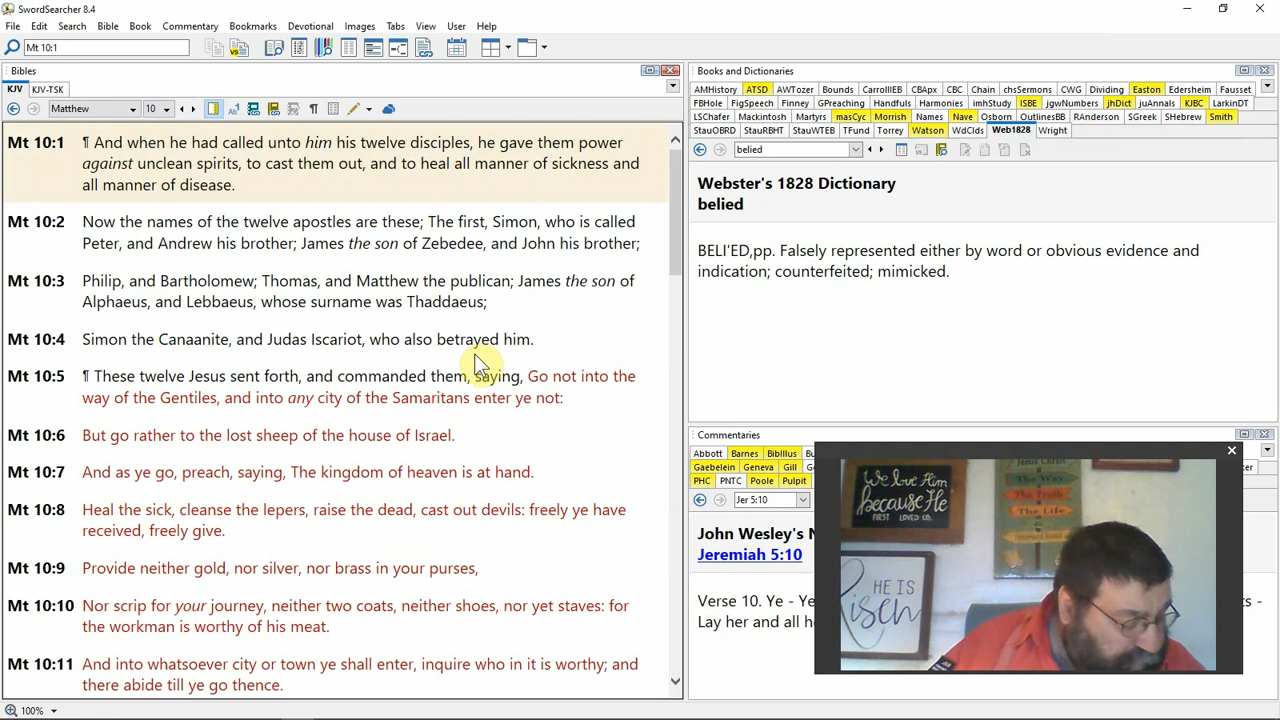 SwordSearcher 8.4
File Edit Search Bible Book Commentary Bookmarks Devotional Images Tabs View User Help
Mt 10:1
Bibles
KJV KJV-TSK
Matthew 10
Mt 10:1 ¶ And when he had called unto him his twelve disciples, he gave them power
against unclean spirits, to cast them out, and to heal all manner of sickness and
all manner of disease.
Mt 10:2 Now the names of the twelve apostles are these; The first, Simon, who is called
Peter, and Andrew his brother; James the son of Zebedee, and John his brother;
Mt 10:3 Philip, and Bartholomew; Thomas, and Matthew the publican; James the son of
Alphaeus, and Lebbaeus, whose surname was Thaddaeus;
Mt 10:4 Simon the Canaanite, and Judas Iscariot, who also betrayed him.
Mt 10:5 ¶ These twelve Jesus sent forth, and commanded them, saying, Go not into the
way of the Gentiles, and into any city of the Samaritans enter ye not:
Mt 10:6 But go rather to the lost sheep of the house of Israel.
Mt 10:7 And as ye go, preach, saying, The kingdom of heaven is at hand.
Mt 10:8 Heal the sick, cleanse the lepers, raise the dead, cast out devils: freely ye have
received, freely give.
Mt 10:9 Provide neither gold, nor silver, nor brass in your purses,
Mt 10:10 Nor scrip for your journey, neither two coats, neither shoes, nor yet staves: for
the workman is worthy of his meat.
Mt 10:11 And into whatsoever city or town ye shall enter, inquire who in it is worthy; and
there abide till ye go thence.
100%
Books and Dictionaries
AMHistory ATSD AWTozer Bounds CarrollEB CBApx CBC Chain chsSermons CWG Dividing Easton Edersheim Fausset
FBHole FigSpeech Finney GPreaching Handfuls Harmonies imhStudy ISBE jgwNumbers jhDict juAnnals KJBC LarkinDT
LSChafer Mackintosh Martyrs masCyc Morrish Names Nave Osborn OutlinesBB RAnderson SGreek SHebrew Smith
StauOBRD StauRBHT StauWTEB TFund Torrey Watson WdClds Web1828 Wright
belied
Webster's 1828 Dictionary
belied
BELI'ED,pp. Falsely represented either by word or obvious evidence and
indication; counterfeited; mimicked.
Commentaries
Abbott Barnes BibIllus
Gaebelein Geneva Gill
PHC PNTC Poole Pulpit
Jer 5:10
John Wesley's
Jeremiah 5:10
Verse 10. Ye - Ye
Lay her and all
We love Him
because He
FIRST LOVED US.
Jesus Christ
The Way
The Truth
The Life
HE IS
Risen